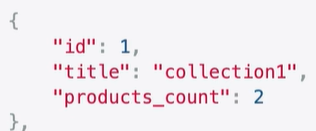 {
    "id": 1,
    "title": "collection1",
    "products_count": 2
},